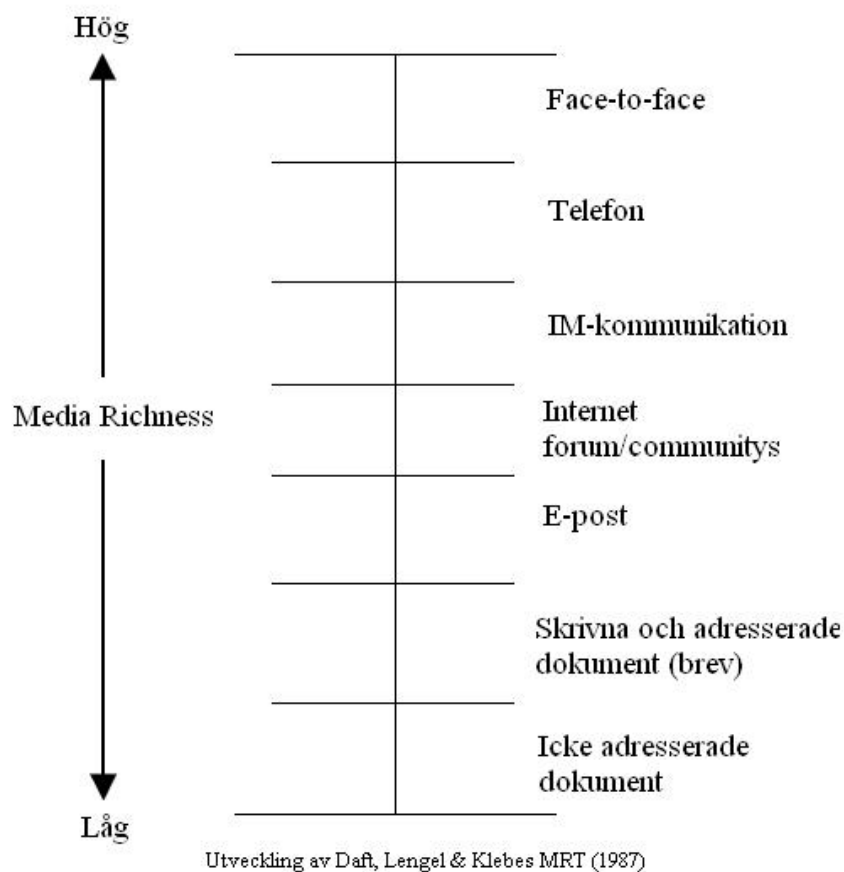 Hög
Face-to-face
Telefon
IM-kommunikation
Media Richness
Internet
forum/communitys
E-post
Skrivna och adresserade
dokument (brev)
Icke adresserade
dokument
Låg
Utveckling av Daft, Lengel & Klebes MRT (1987)